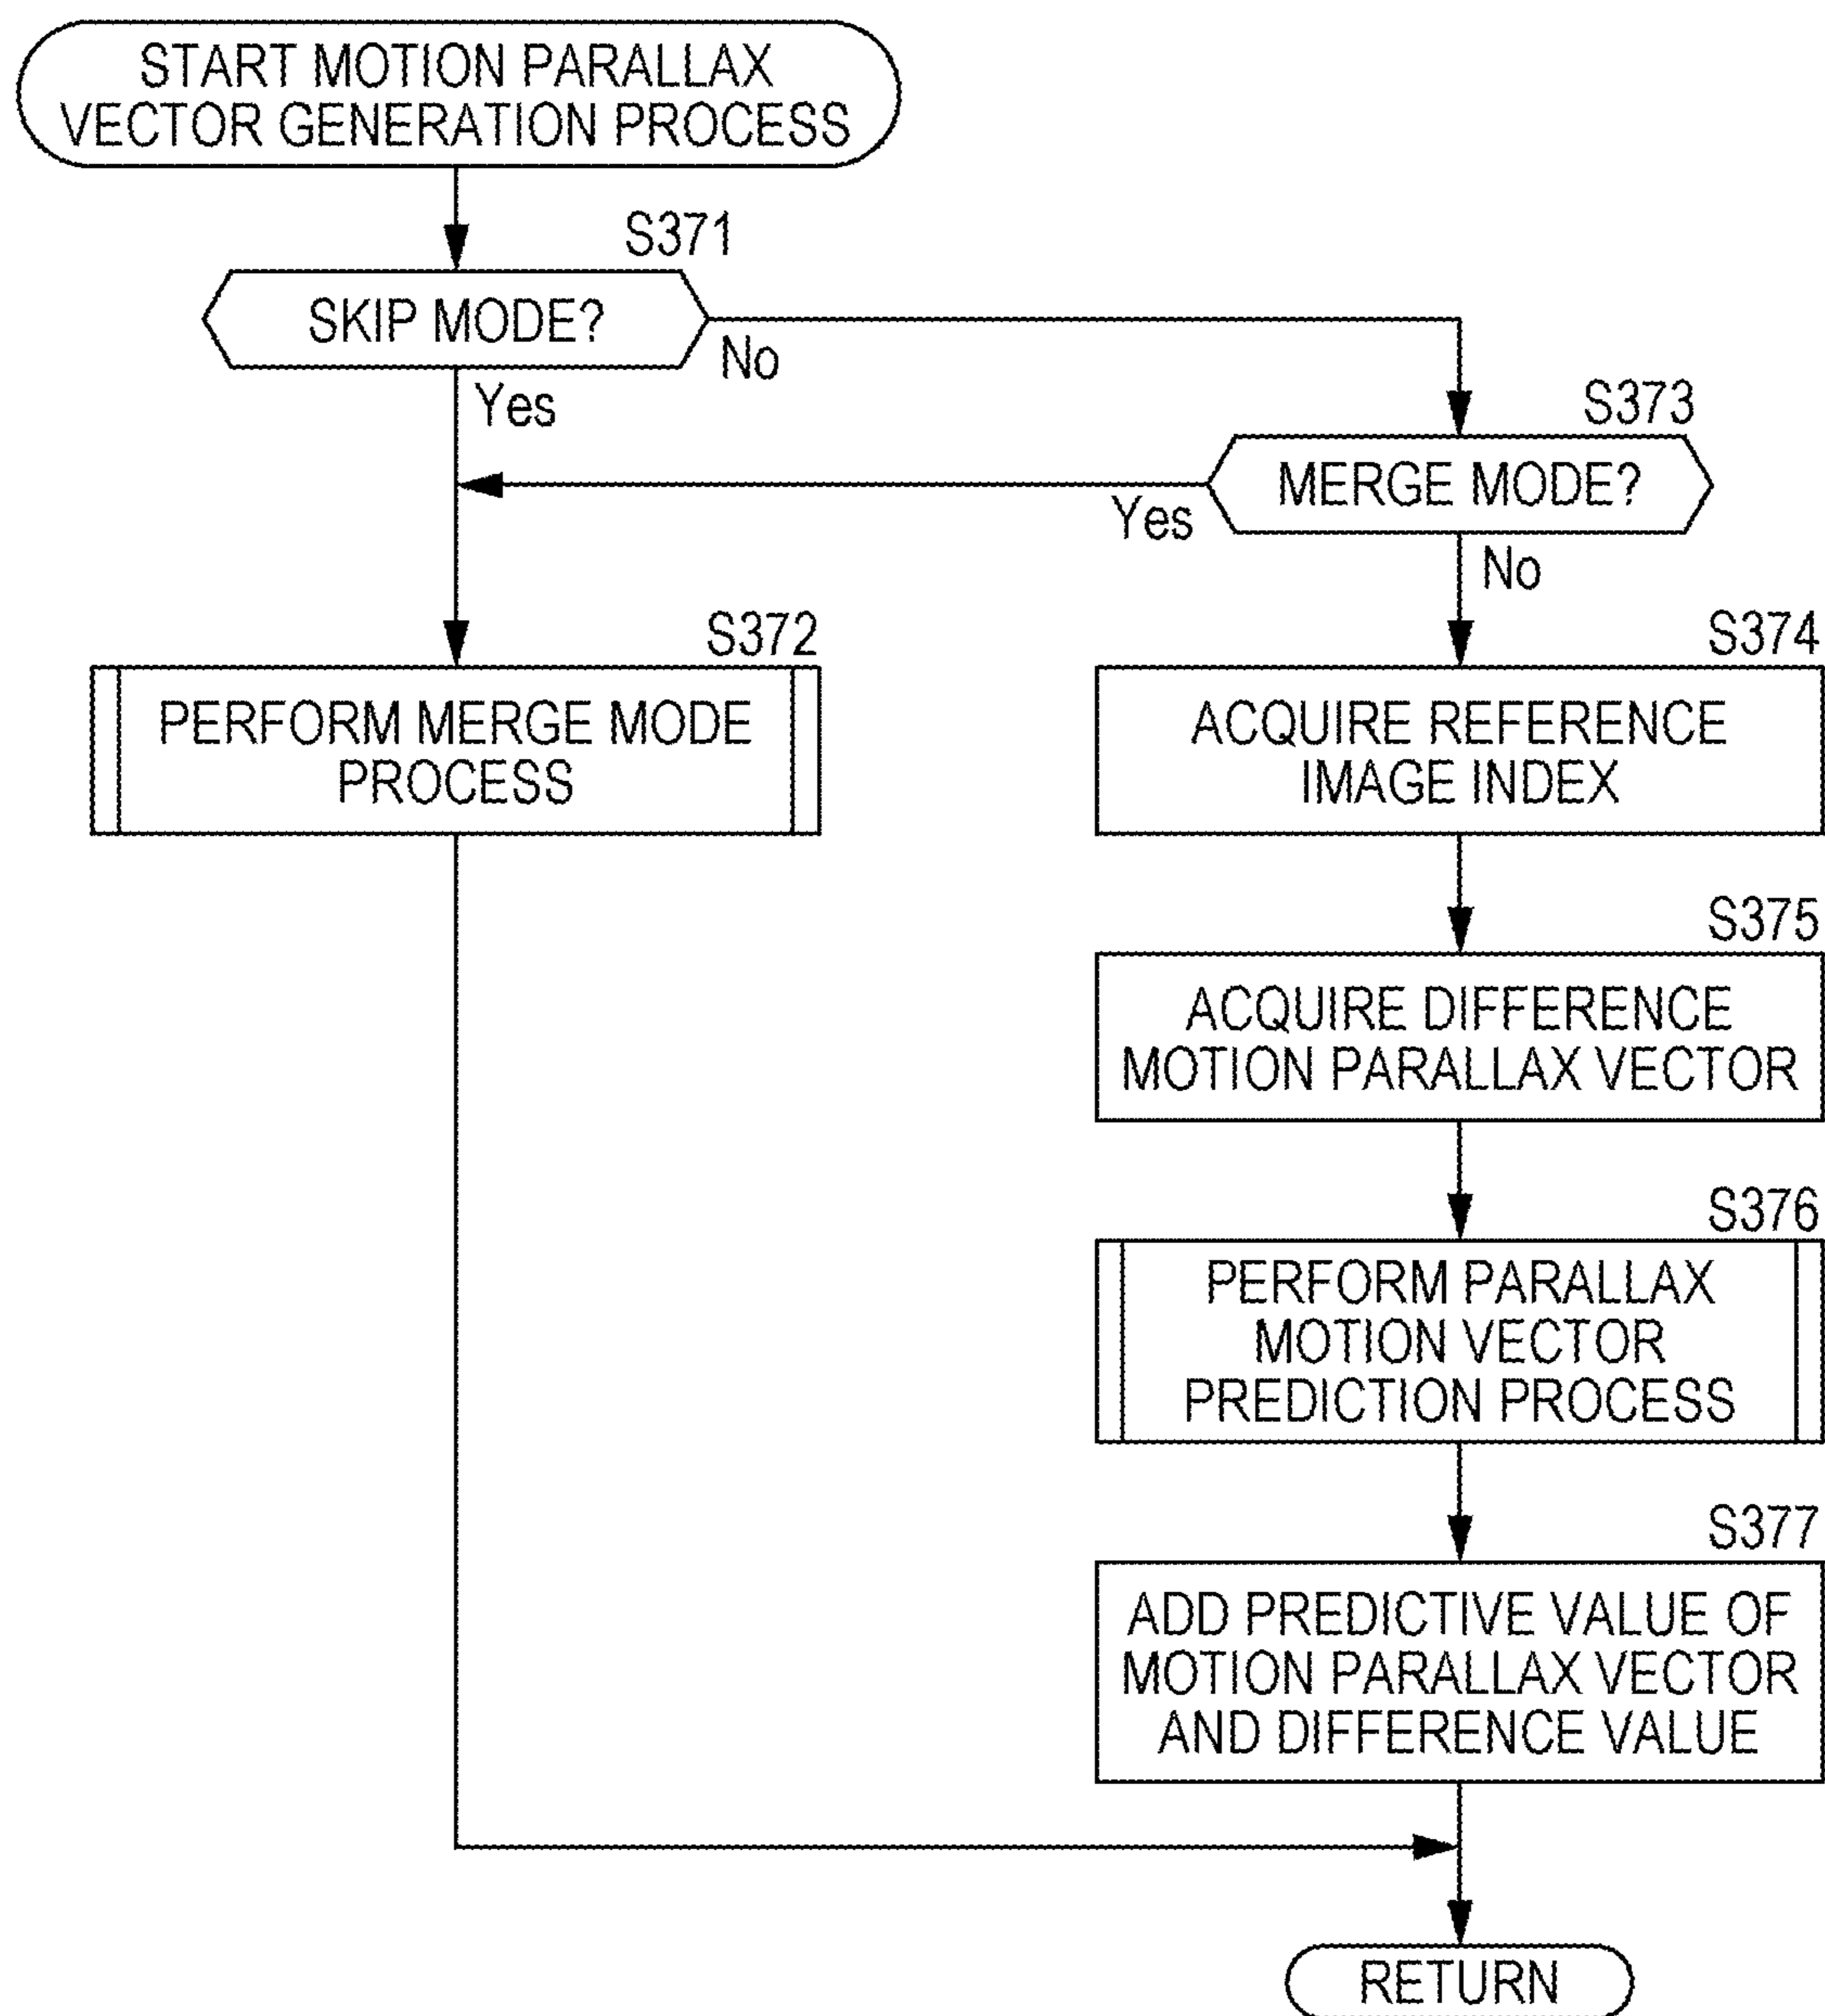 START MOTION PARALLAX
VECTOR GENERATION PROCESS
S371
SKIP MODE?
No
Yes
S373
MERGE MODE?
Yes
No
S372
PERFORM MERGE MODE
PROCESS
S374
ACQUIRE REFERENCE
IMAGE INDEX
S375
ACQUIRE DIFFERENCE
MOTION PARALLAX VECTOR
S376
PERFORM PARALLAX
MOTION VECTOR
PREDICTION PROCESS
S377
ADD PREDICTIVE VALUE OF
MOTION PARALLAX VECTOR
AND DIFFERENCE VALUE
RETURN